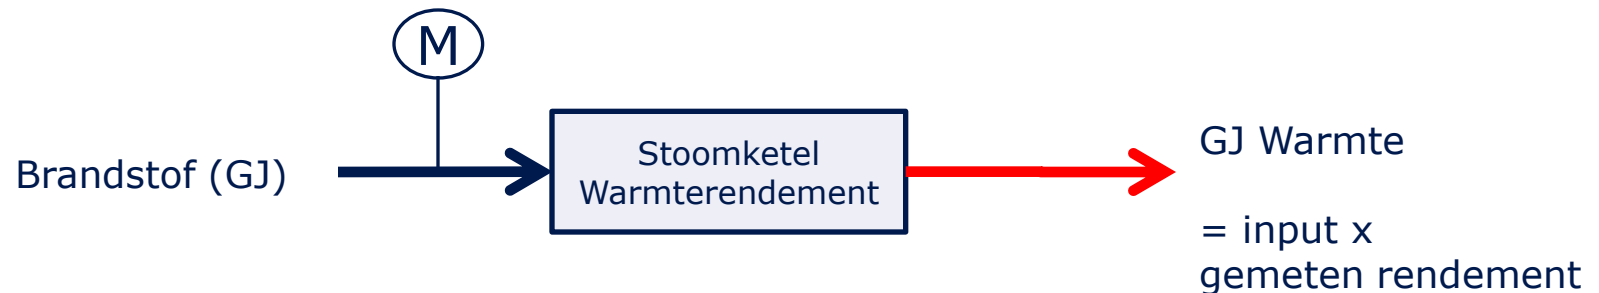 M
Brandstof (GJ)
Stoomketel
Warmterendement
GJ Warmte
= input x
gemeten rendement